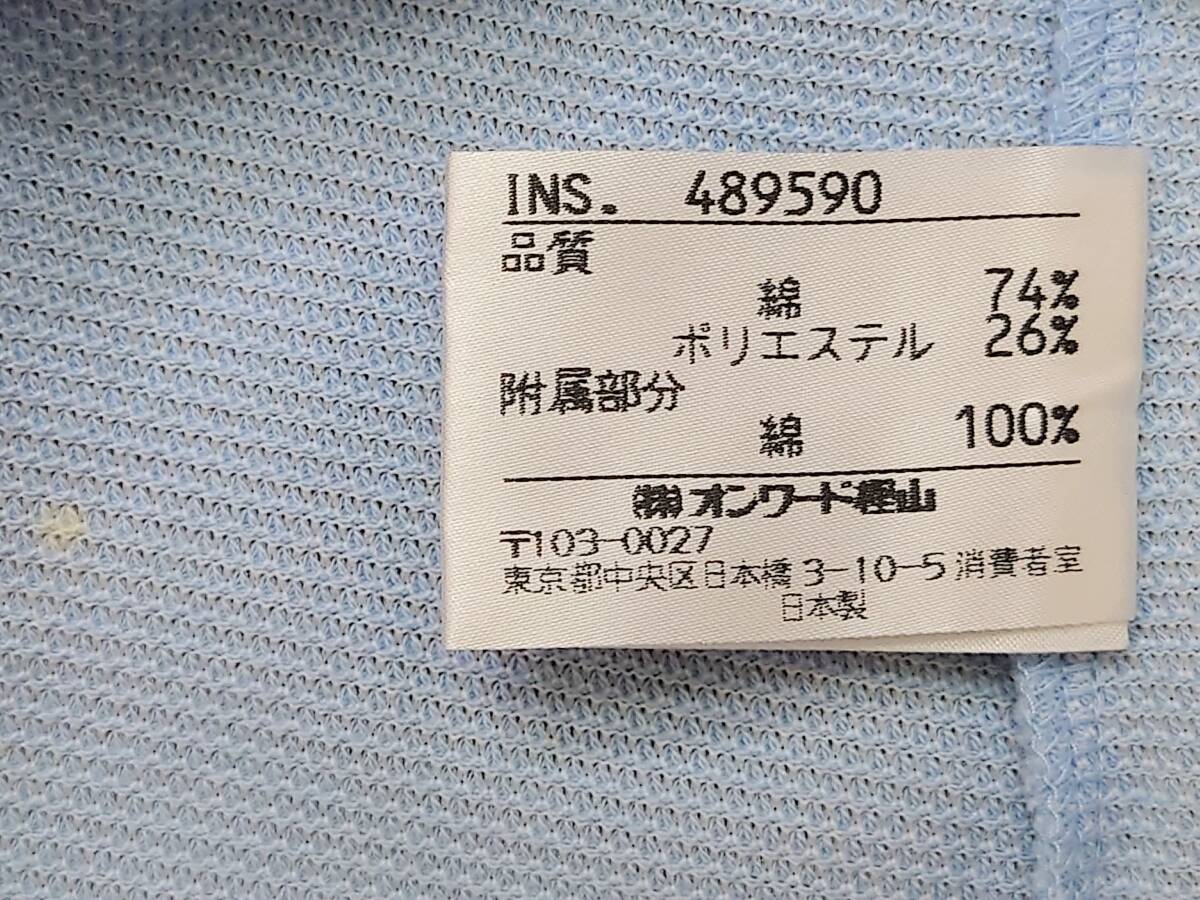 INS. 489590
品質
綿 74%
ポリエステル 26%
附属部分
綿 100%
(株)オンワード樫山
〒103-0027
東京都中央区日本橋3-10-5消費者室
日本製